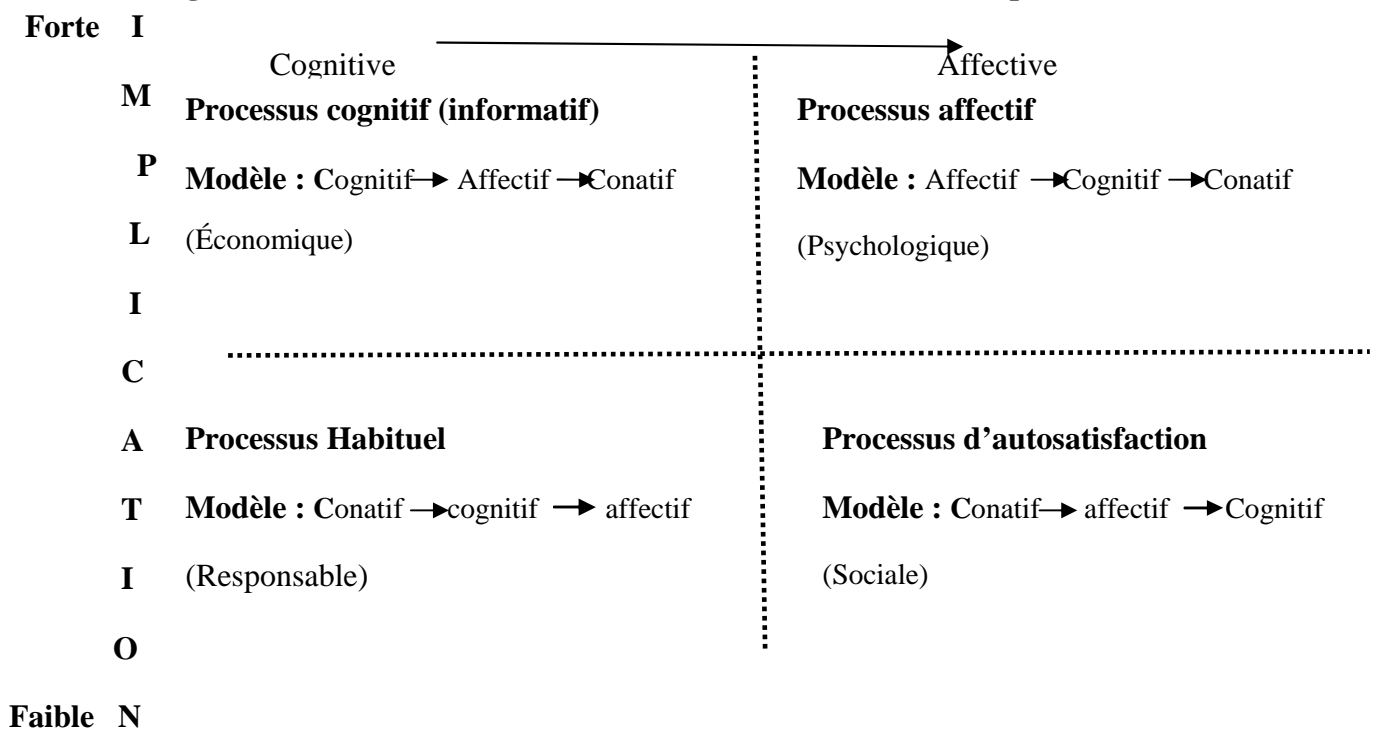 Forte I
Cognitive Affective
M Processus cognitif (informatif) Processus affectif
P Modèle : Cognitif Affectif Conatif Modèle : Affectif Cognitif Conatif
L (Économique) (Psychologique)
I
C
A Processus Habituel Processus d’autosatisfaction
T Modèle : Conatif cognitif affectif Modèle : Conatif affectif Cognitif
I (Responsable) (Sociale)
O
Faible N